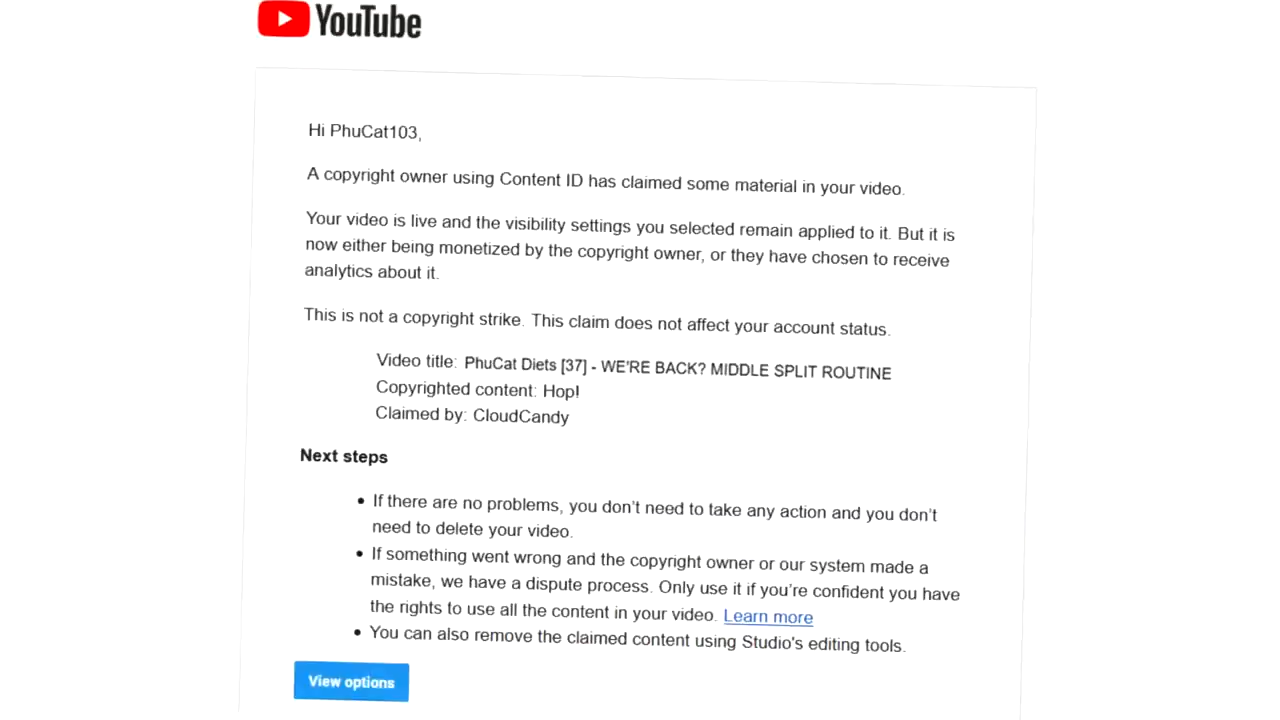 YouTube
Hi PhuCat103,
A copyright owner using Content ID has claimed some material in your video.
Your video is live and the visibility settings you selected remain applied to it. But it is
now either being monetized by the copyright owner, or they have chosen to receive
analytics about it.
This is not a copyright strike. This claim does not affect your account status.
Video title: PhuCat Diets [37] - WE'RE BACK? MIDDLE SPLIT ROUTINE
Copyrighted content: Hop!
Claimed by: CloudCandy
Next steps
• If there are no problems, you don’t need to take any action and you don’t
need to delete your video.
• If something went wrong and the copyright owner or our system made a
mistake, we have a dispute process. Only use it if you’re confident you have
the rights to use all the content in your video. Learn more
• You can also remove the claimed content using Studio's editing tools.
View options